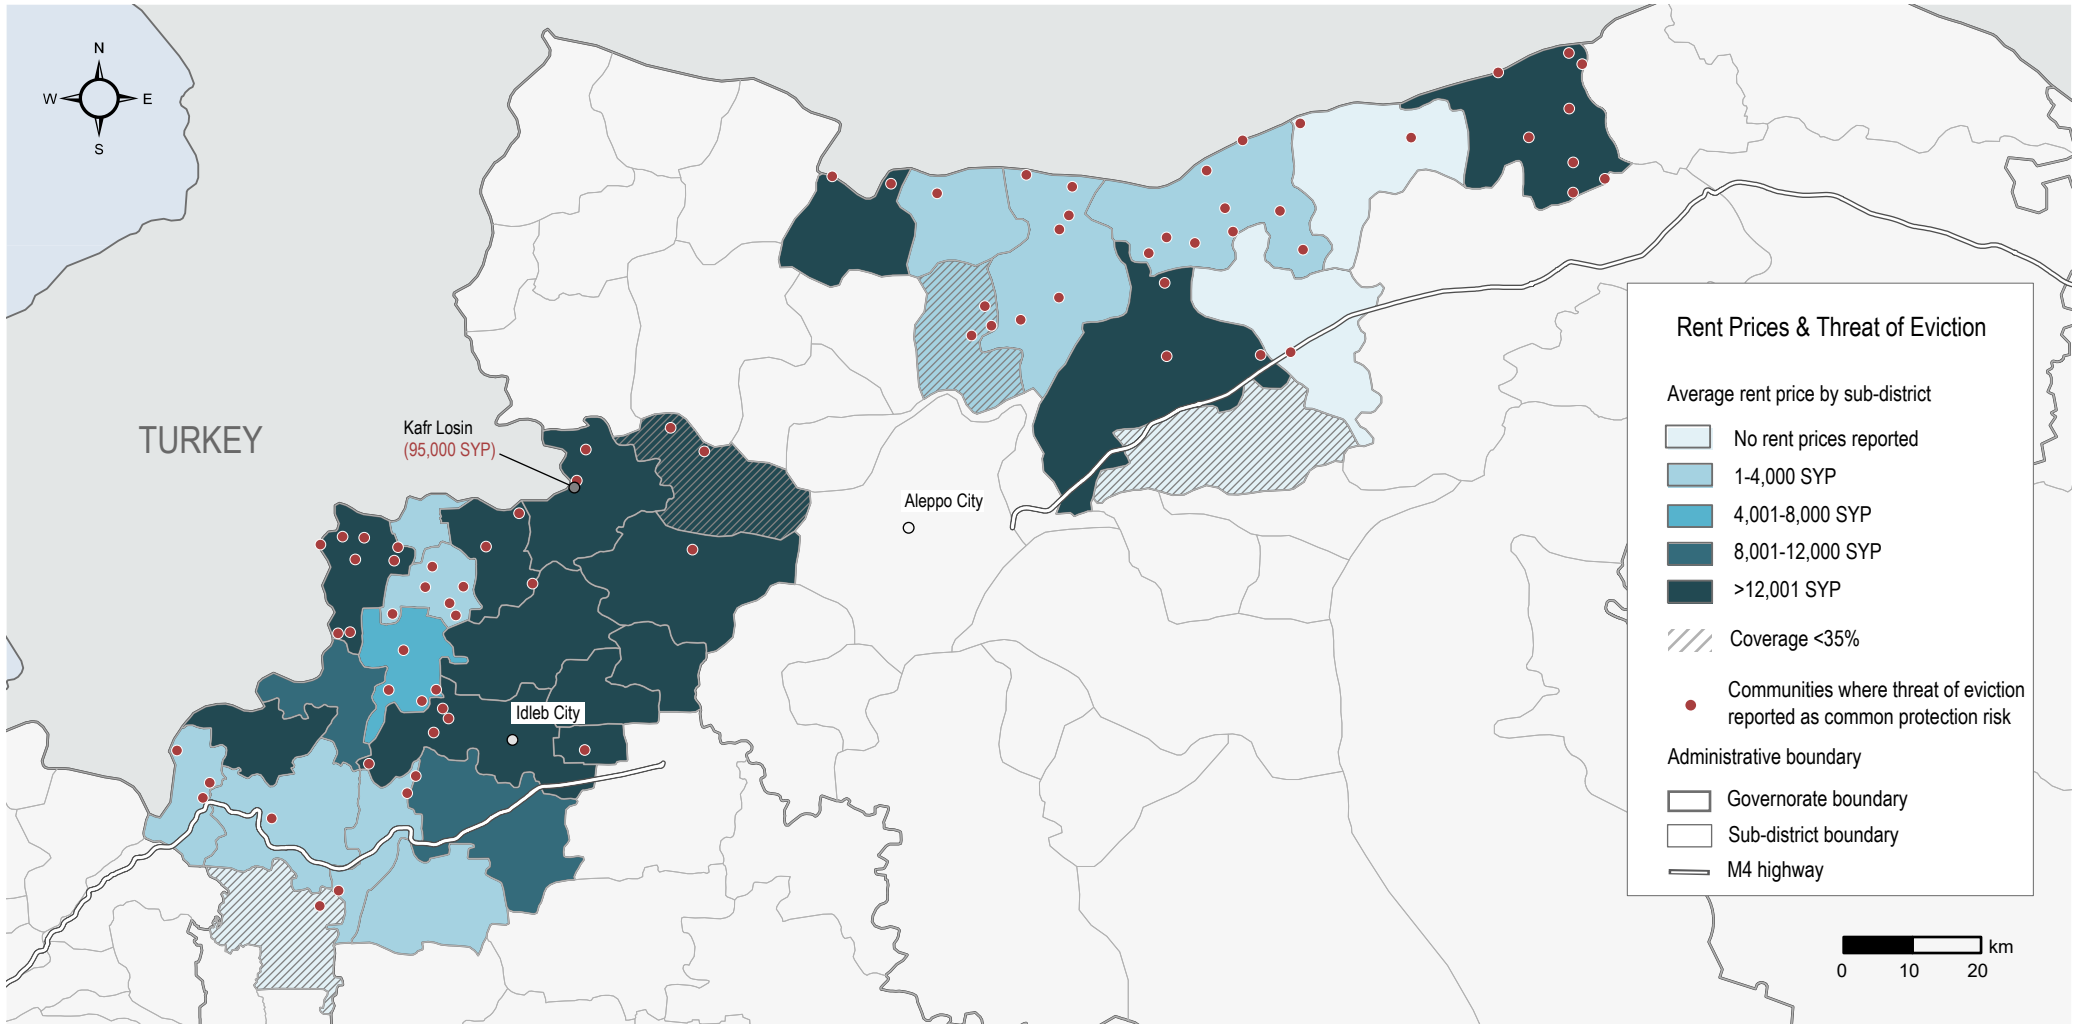 N
W
E
S
TURKEY
Kafr Losin
(95,000 SYP)
Aleppo City
Idleb City
Rent Prices & Threat of Eviction
Average rent price by sub-district
No rent prices reported
1-4,000 SYP
4,001-8,000 SYP
8,001-12,000 SYP
>12,001 SYP
Coverage <35%
Communities where threat of eviction
reported as common protection risk
Administrative boundary
Governorate boundary
Sub-district boundary
M4 highway
km
0 10 20